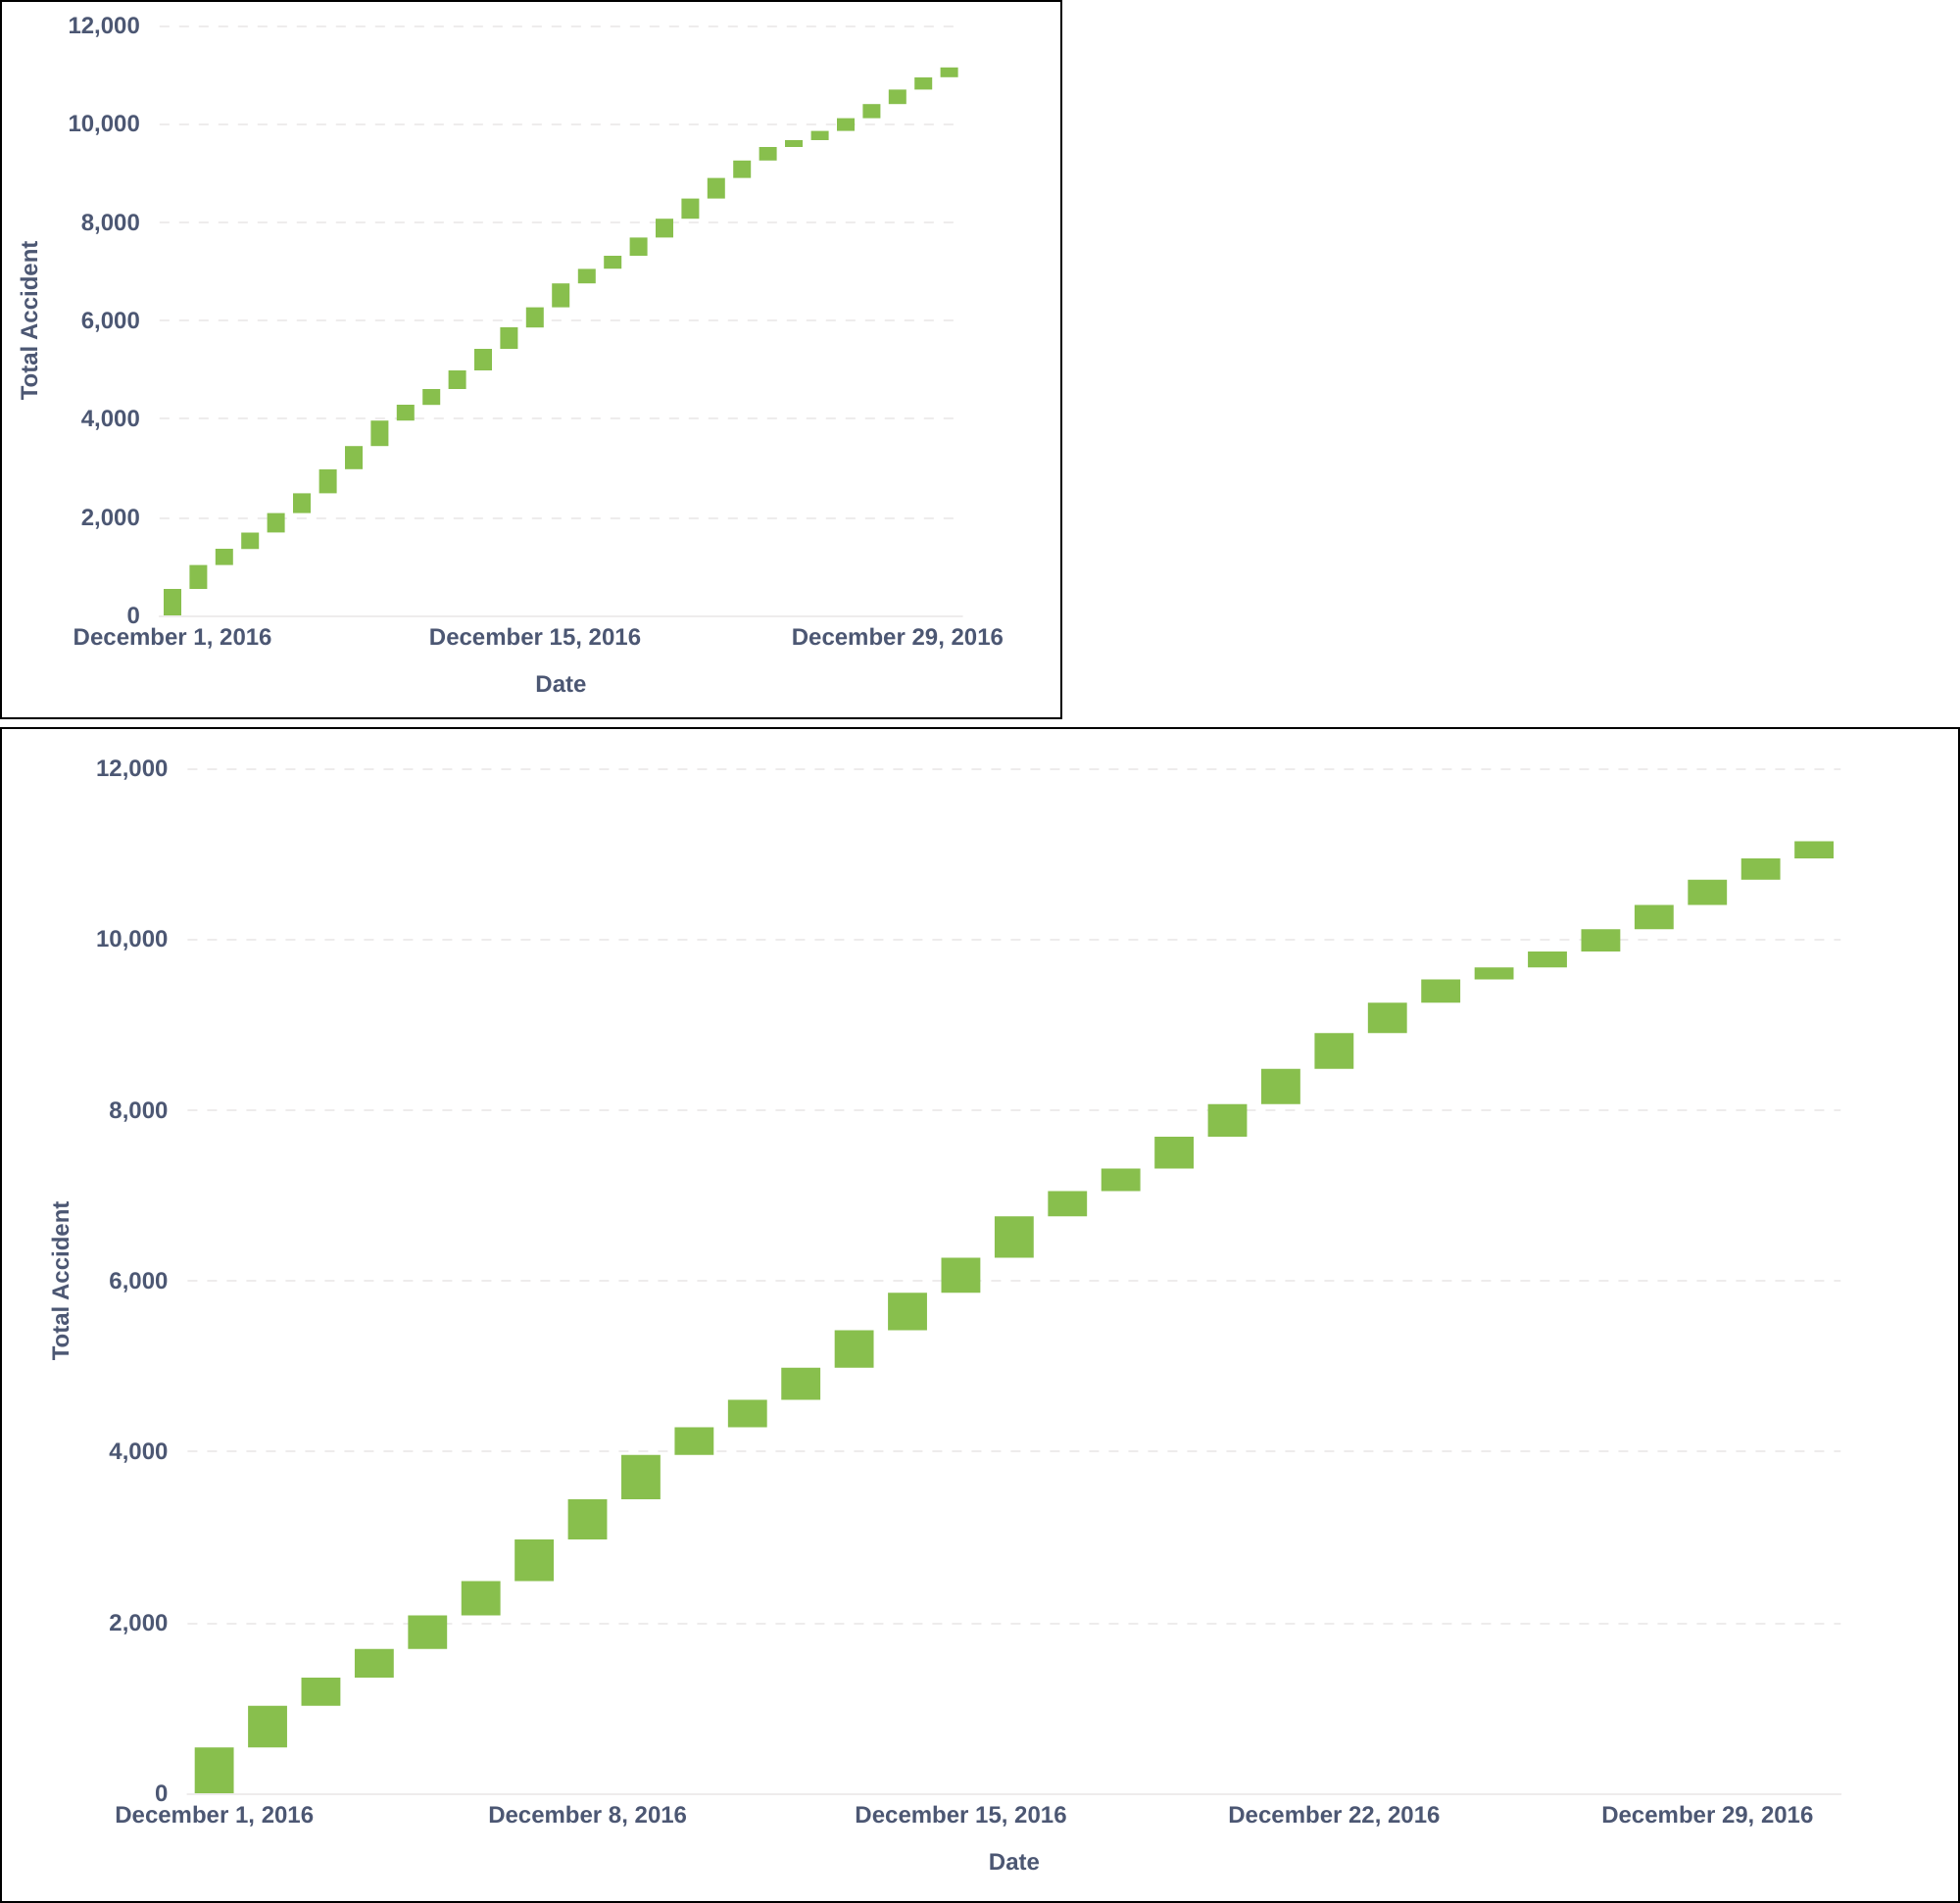 12,000
10,000
8,000
6,000
4,000
2,000
0
Total Accident
December 1, 2016
December 15, 2016
December 29, 2016
Date
12,000
10,000
8,000
6,000
4,000
2,000
0
Total Accident
December 1, 2016
December 8, 2016
December 15, 2016
December 22, 2016
December 29, 2016
Date